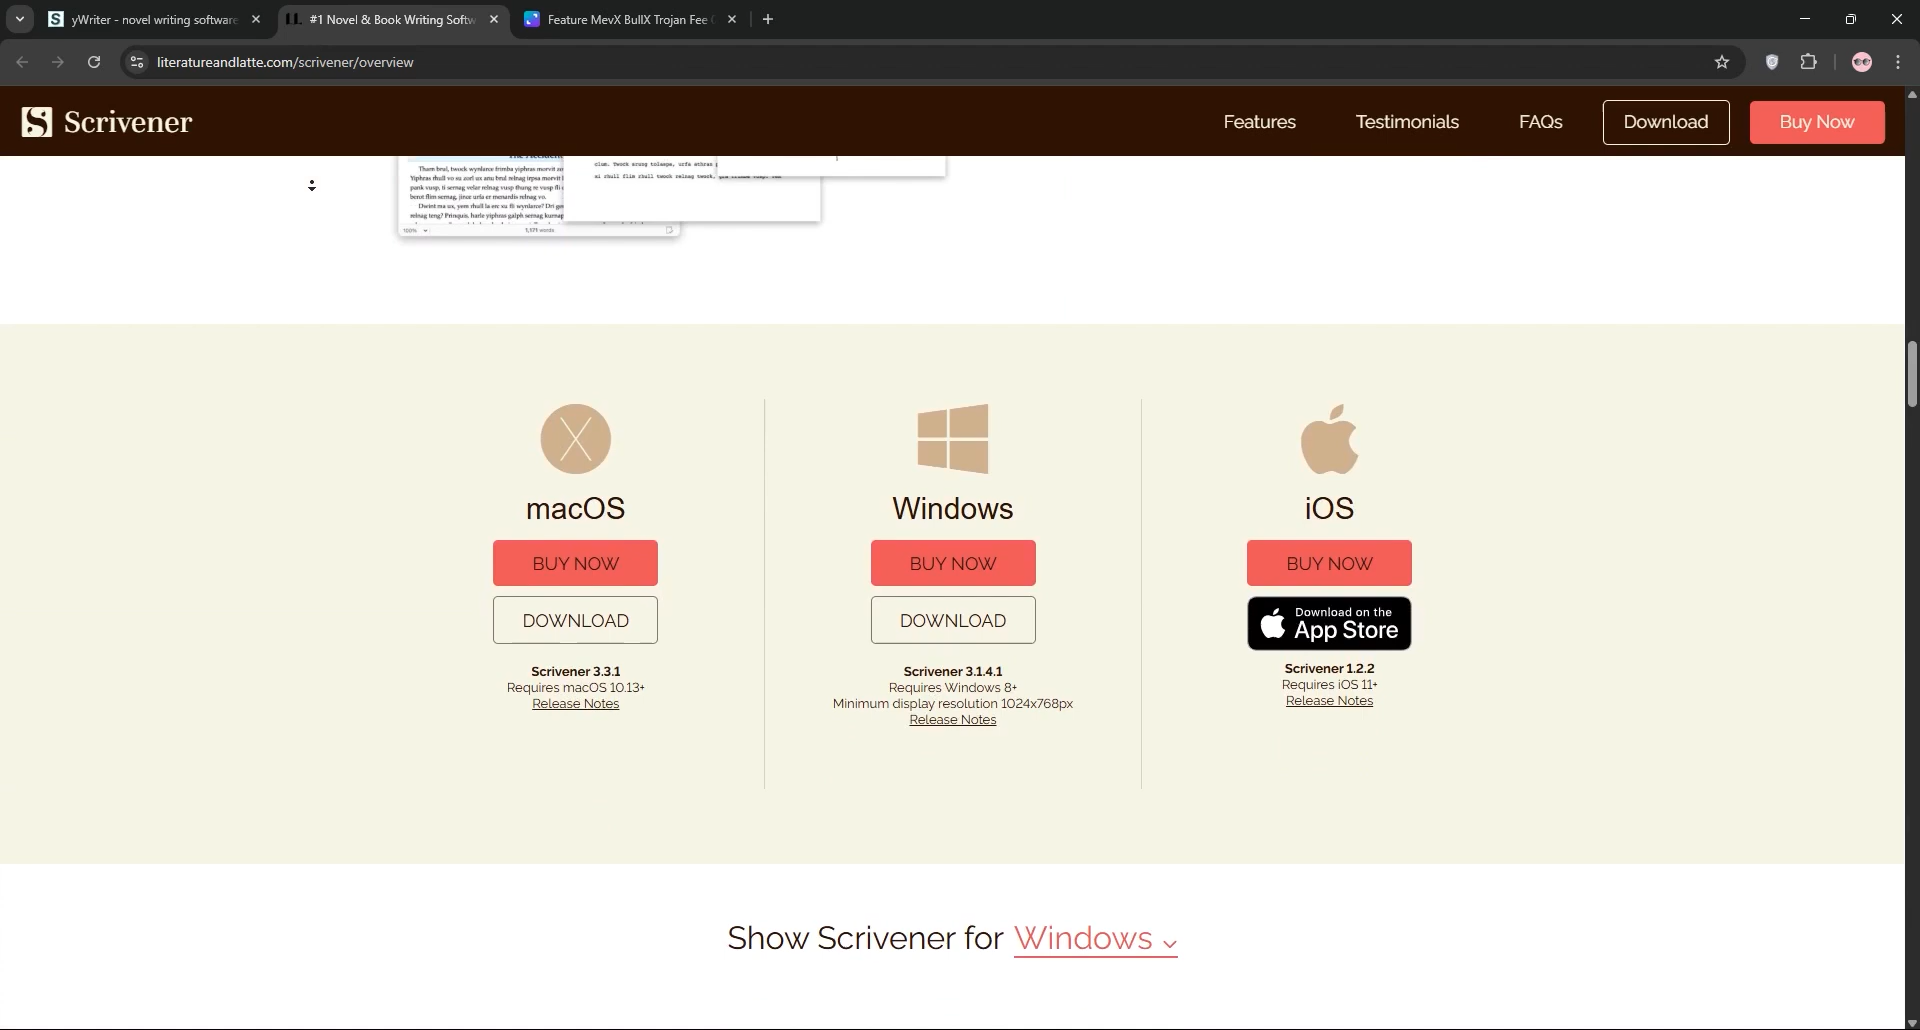 yWriter - novel writing software
#1 Novel & Book Writing Softw
Feature MevX BullX Trojan Fee
literatureandlatte.com/scrivener/overview
Scrivener
Features
Testimonials
FAQs
Download
Buy Now
100%
1,171 words
macOS
BUY NOW
DOWNLOAD
Scrivener 3.3.1
Requires macOS 10.13+
Release Notes
Windows
BUY NOW
DOWNLOAD
Scrivener 3.1.4.1
Requires Windows 8+
Minimum display resolution 1024x768px
Release Notes
iOS
BUY NOW
Download on the
App Store
Scrivener 1.2.2
Requires iOS 11+
Release Notes
Show Scrivener for Windows